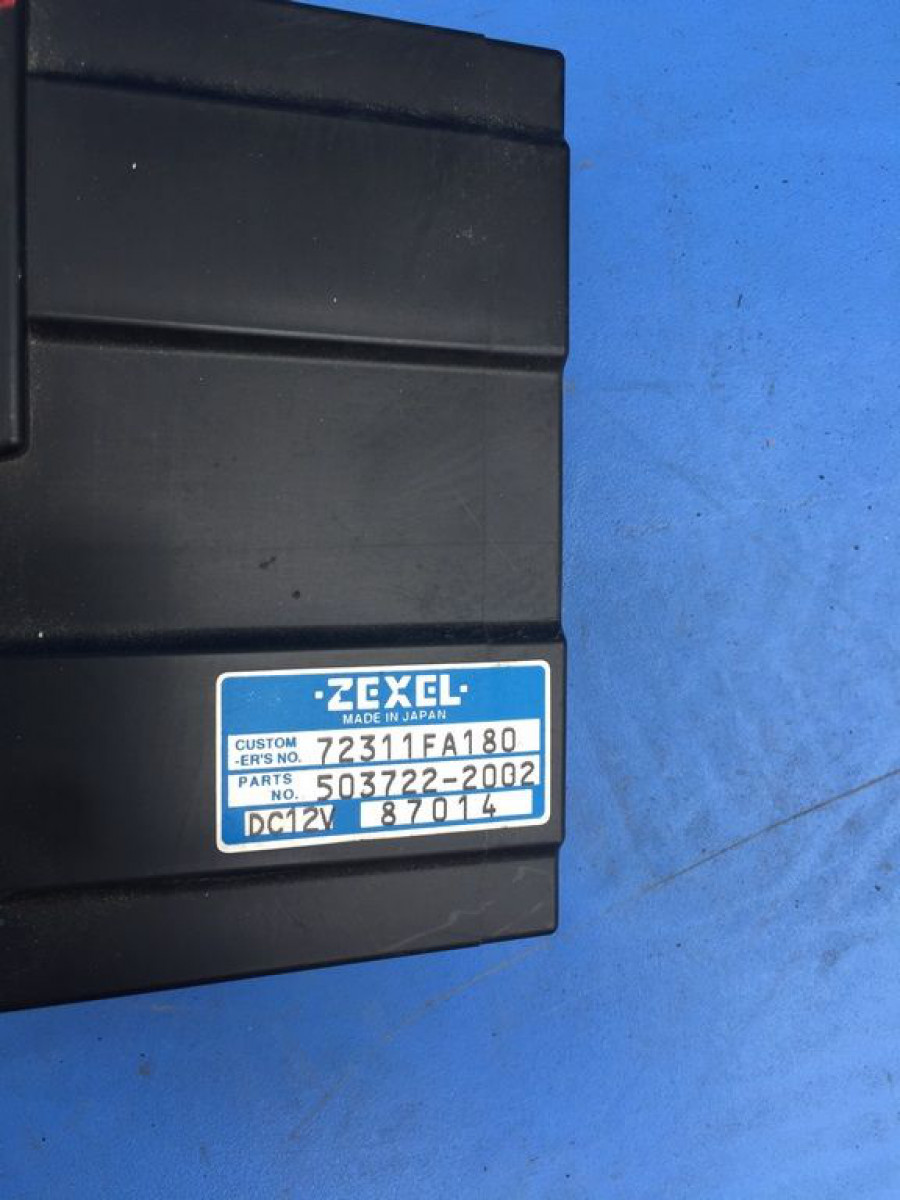 ·ZEXEL·
MADE IN JAPAN
CUSTOM
-ER'S NO. 72311FA180
PARTS
NO. 503722-2002
DC12V 87014